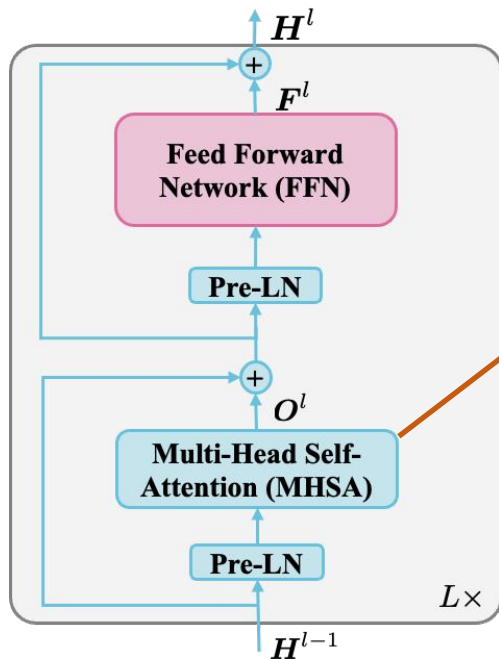 H^l
+
F^l
Feed Forward
Network (FFN)
Pre-LN
+
O^l
Multi-Head Self-
Attention (MHSA)
Pre-LN
L×
H^{l-1}